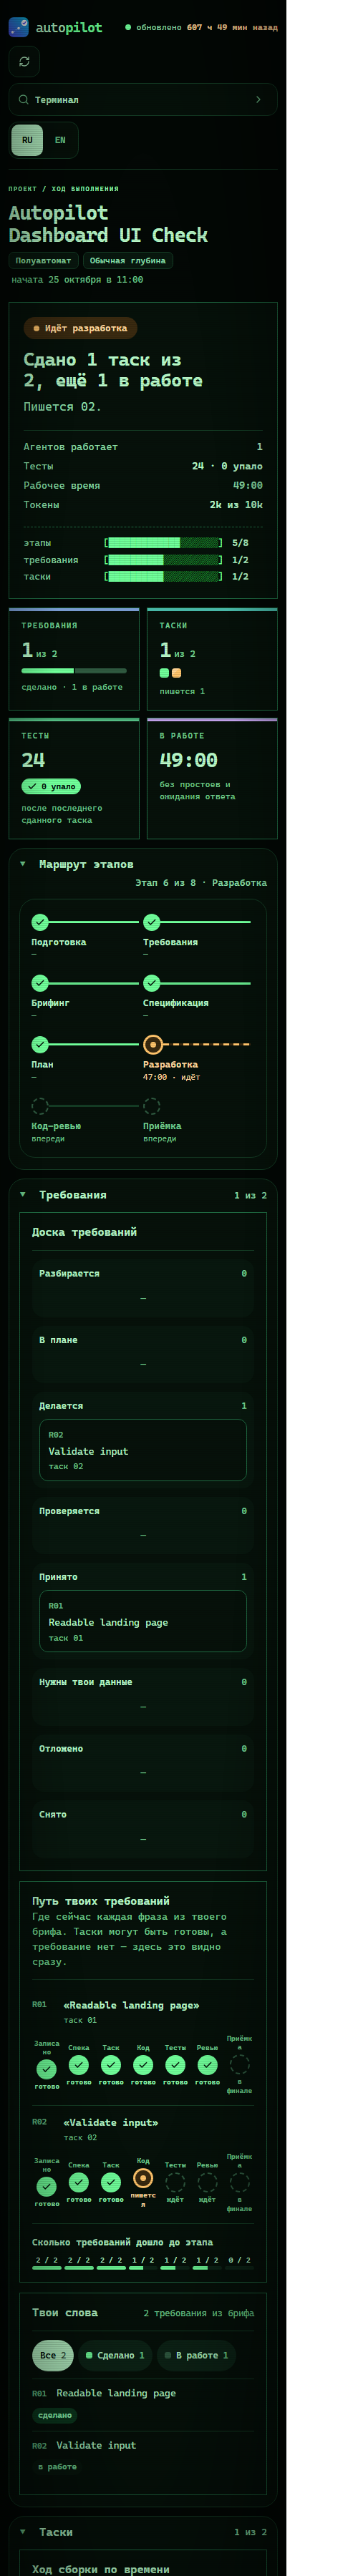 autopilot
обновлено 607 ч 49 мин назад
Терминал
RU EN
ПРОЕКТ / ХОД ВЫПОЛНЕНИЯ
Autopilot
Dashboard UI Check
Полуавтомат Обычная глубина
начата 25 октября в 11:00
Идёт разработка
Сдано 1 таск из
2, ещё 1 в работе
Пишется 02.
Агентов работает 1
Тесты 24 · 0 упало
Рабочее время 49:00
Токены 2k из 10k
этапы [ ] 5/8
требования [ ] 1/2
таски [ ] 1/2
ТРЕБОВАНИЯ
1 из 2
сделано · 1 в работе
ТАСКИ
1 из 2
пишется 1
ТЕСТЫ
24
0 упало
после последнего
сданного таска
В РАБОТЕ
49:00
без простоев и
ожидания ответа
Маршрут этапов
Этап 6 из 8 · Разработка
Подготовка
—
Требования
—
Брифинг
—
Спецификация
—
План
—
Разработка
47:00 · идёт
Код-ревью
впереди
Приёмка
впереди
Требования 1 из 2
Доска требований
Разбирается 0
—
В плане 0
—
Делается 1
R02
Validate input
таск 02
Проверяется 0
—
Принято 1
R01
Readable landing page
таск 01
Нужны твои данные 0
—
Отложено 0
—
Снято 0
—
Путь твоих требований
Где сейчас каждая фраза из твоего
брифа. Таски могут быть готовы, а
требование нет — здесь это видно
сразу.
R01 «Readable landing page»
таск 01
Записа
но
готово
Спека
готово
Таск
готово
Код
готово
Тесты
готово
Ревью
готово
Приёмк
а
в
финале
R02 «Validate input»
таск 02
Записа
но
готово
Спека
готово
Таск
готово
Код
пишетс
я
Тесты
ждёт
Ревью
ждёт
Приёмк
а
в
финале
Сколько требований дошло до этапа
2 / 2 2 / 2 2 / 2 1 / 2 1 / 2 1 / 2 0 / 2
Твои слова 2 требования из брифа
Все 2 Сделано 1 В работе 1
R01 Readable landing page
сделано
R02 Validate input
в работе
Таски 1 из 2
Ход сборки по времени